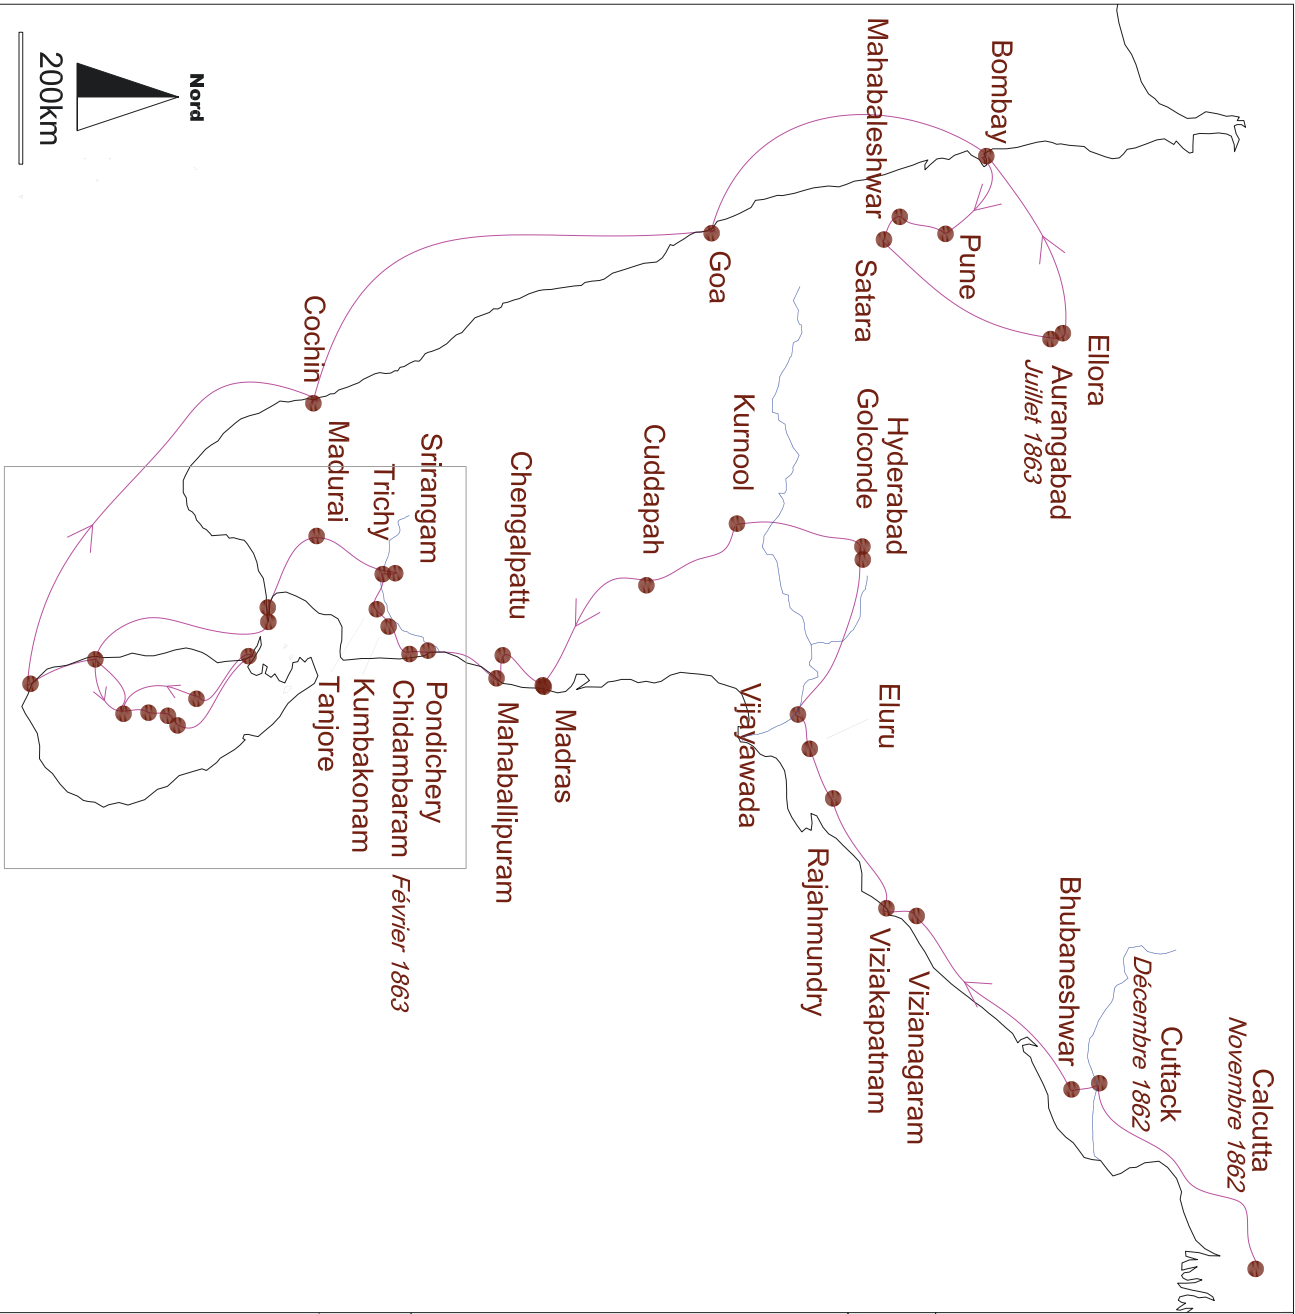 Calcutta
Novembre 1862
Cuttack
Décembre 1862
Bhubaneshwar
Vizianagaram
Viziakapatnam
Rajahmundry
Eluru
Vijayawada
Hyderabad
Golconde
Kurnool
Cuddapah
Madras
Chengalpattu
Mahaballipuram
Pondichery
Chidambaram Février 1863
Kumbakonam
Tanjore
Srirangam
Trichy
Madurai
Cochin
Goa
Bombay
Pune
Mahabaleshwar
Satara
Ellora
Aurangabad
Juillet 1863
Nord
200km